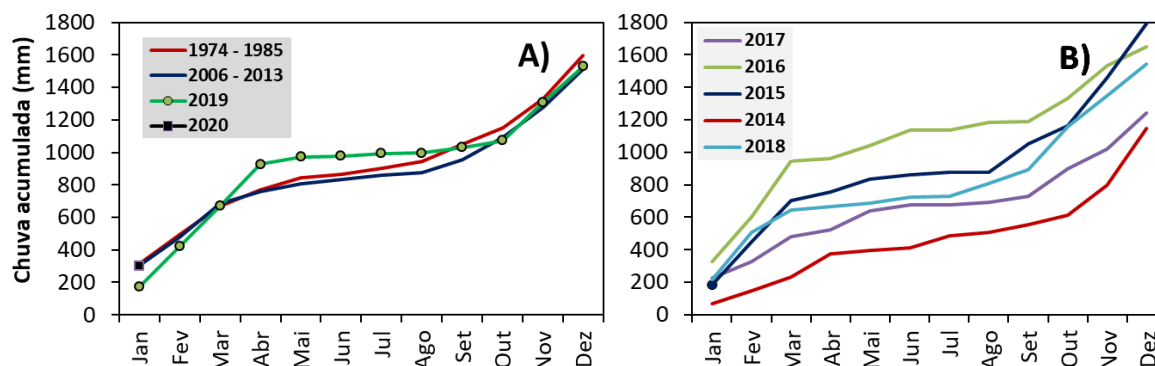 Chuva acumulada (mm)
1800
1600
1400
1200
1000
800
600
400
200
0
1974 - 1985
2006 - 2013
2019
2020
A)
Jan
Fev
Mar
Abr
Mai
Jun
Jul
Ago
Set
Out
Nov
Dez
1800
1600
1400
1200
1000
800
600
400
200
0
2017
2016
2015
2014
2018
B)
Jan
Fev
Mar
Abr
Mai
Jun
Jul
Ago
Set
Out
Nov
Dez